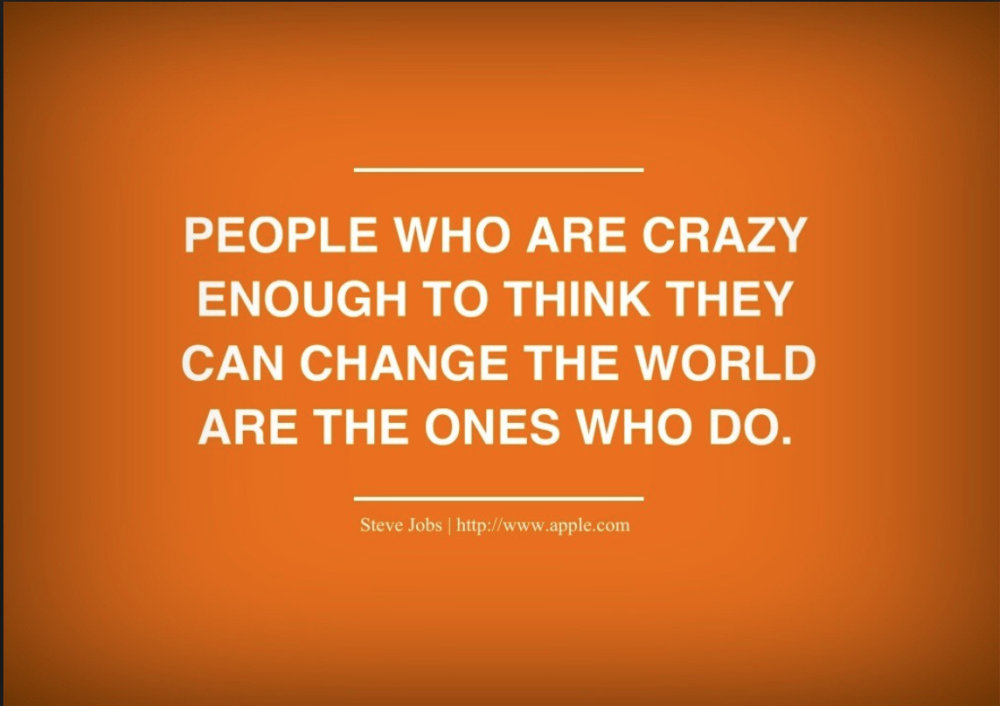 PEOPLE WHO ARE CRAZY
ENOUGH TO THINK THEY
CAN CHANGE THE WORLD
ARE THE ONES WHO DO.
Steve Jobs | http://www.apple.com